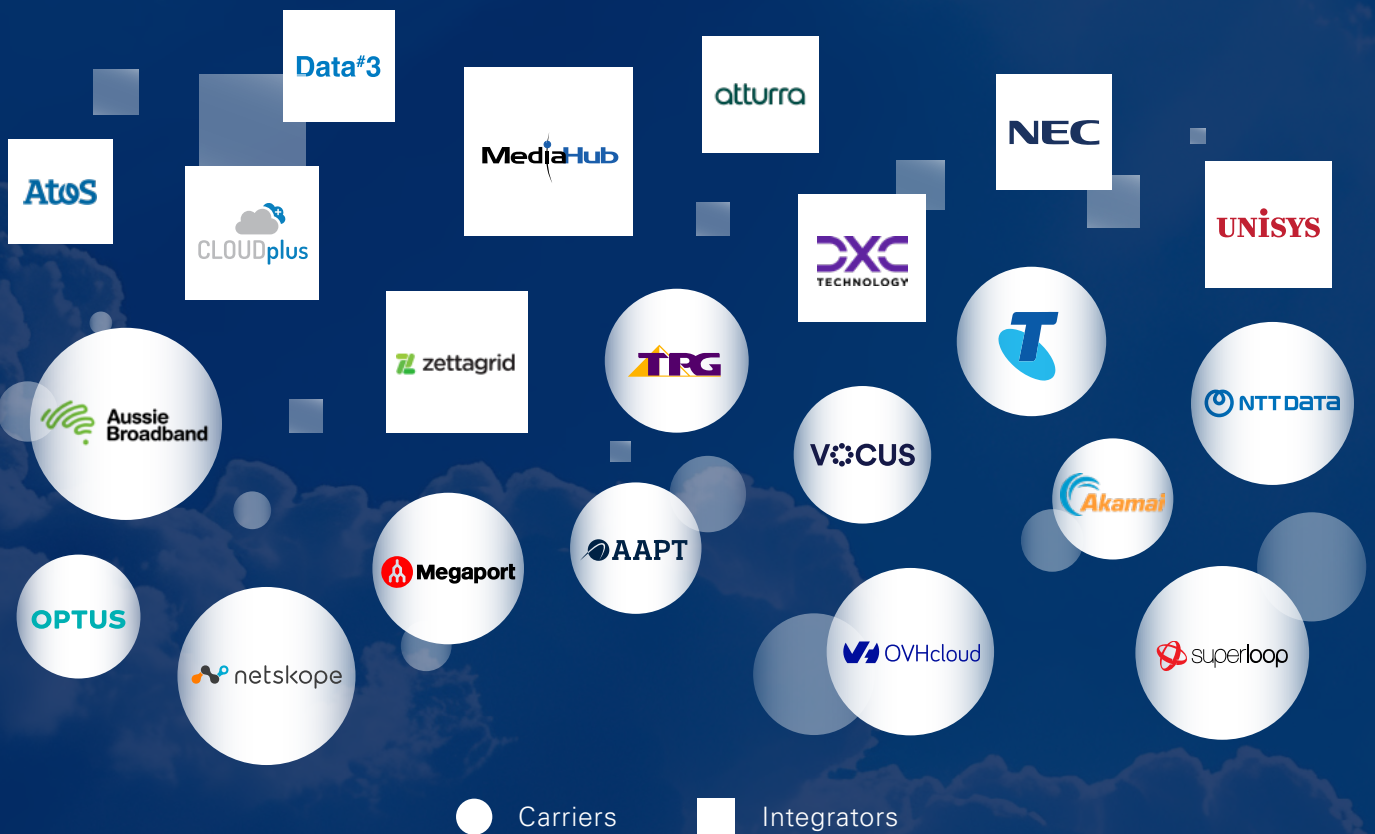 Data#3
atturra
MediaHub
NEC
Atos
UNISYS
CLOUDplus
DXC
TECHNOLOGY
T
TPG
zettagrid
NTT DATA
Aussie
Broadband
VOCUS
Akamai
AAPT
Megaport
OPTUS
OVHcloud
superloop
netskope
Carriers
Integrators